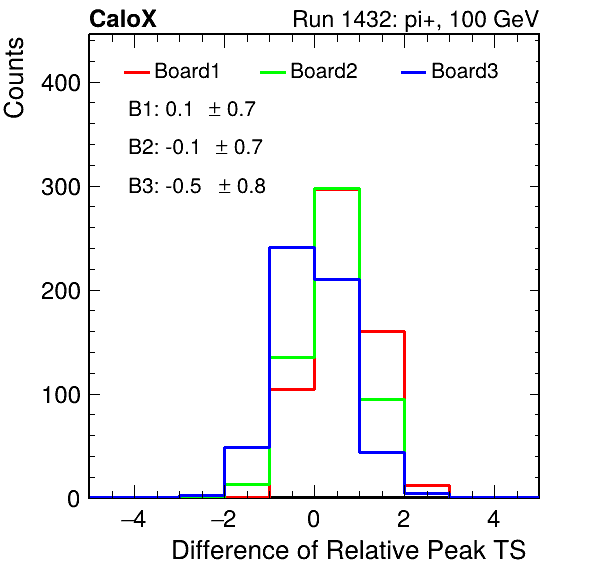 CaloX Run 1432: pi+, 100 GeV
Counts
Board1 Board2 Board3
B1: 0.1 ± 0.7
B2: -0.1 ± 0.7
B3: -0.5 ± 0.8
400
300
200
100
0
−4 −2 0 2 4
Difference of Relative Peak TS